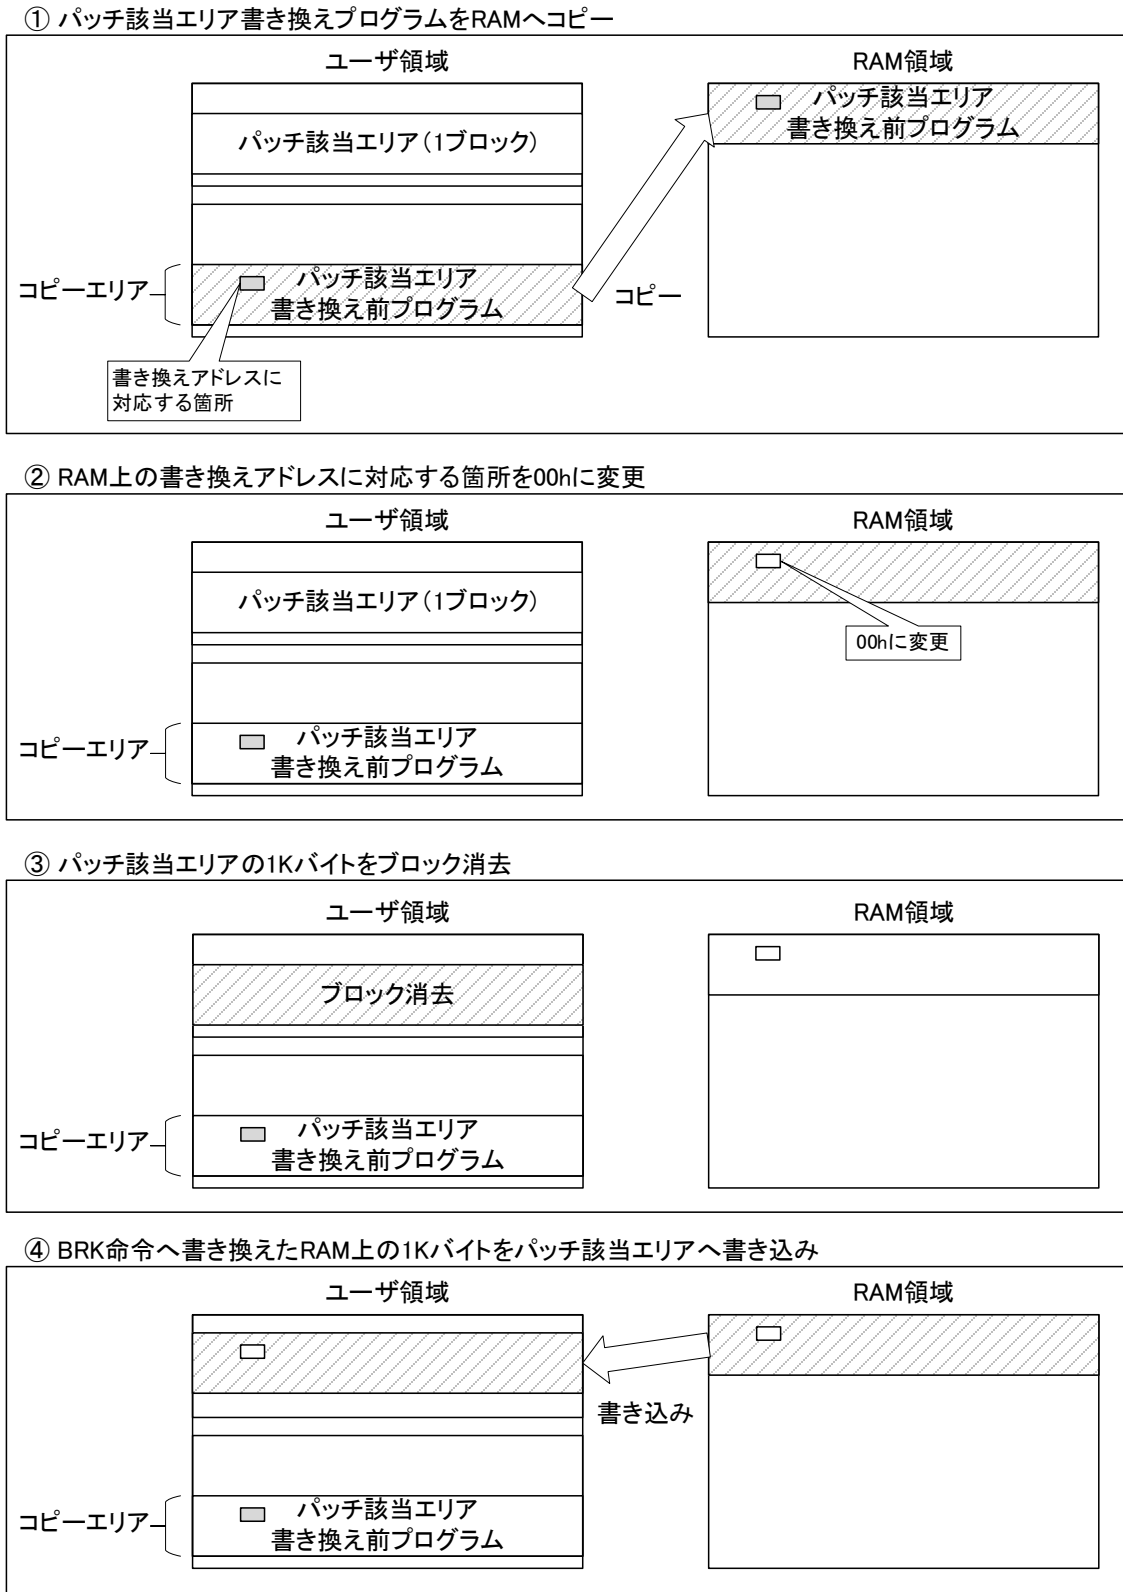 ① パッチ該当エリア書き換えプログラムをRAMへコピー
ユーザ領域
RAM領域
パッチ該当エリア（1ブロック）
パッチ該当エリア
書き換え前プログラム
コピーエリア
パッチ該当エリア
書き換え前プログラム
コピー
書き換えアドレスに
対応する箇所
② RAM上の書き換えアドレスに対応する箇所を00hに変更
ユーザ領域
RAM領域
パッチ該当エリア（1ブロック）
00hに変更
コピーエリア
パッチ該当エリア
書き換え前プログラム
③ パッチ該当エリアの1Kバイトをブロック消去
ユーザ領域
RAM領域
ブロック消去
コピーエリア
パッチ該当エリア
書き換え前プログラム
④ BRK命令へ書き換えたRAM上の1Kバイトをパッチ該当エリアへ書き込み
ユーザ領域
RAM領域
書き込み
コピーエリア
パッチ該当エリア
書き換え前プログラム